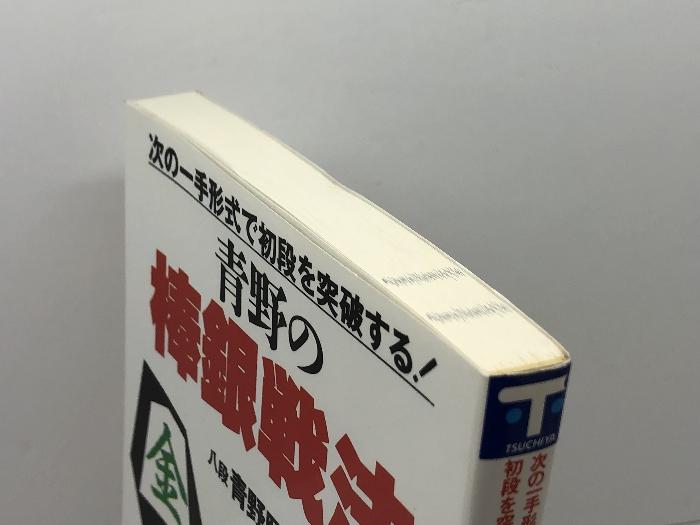 次の一手形式で初段を突破する!
青野の
棒銀戦法
八段 青野
金
TSUCHIYA
次の一手形
初段を突